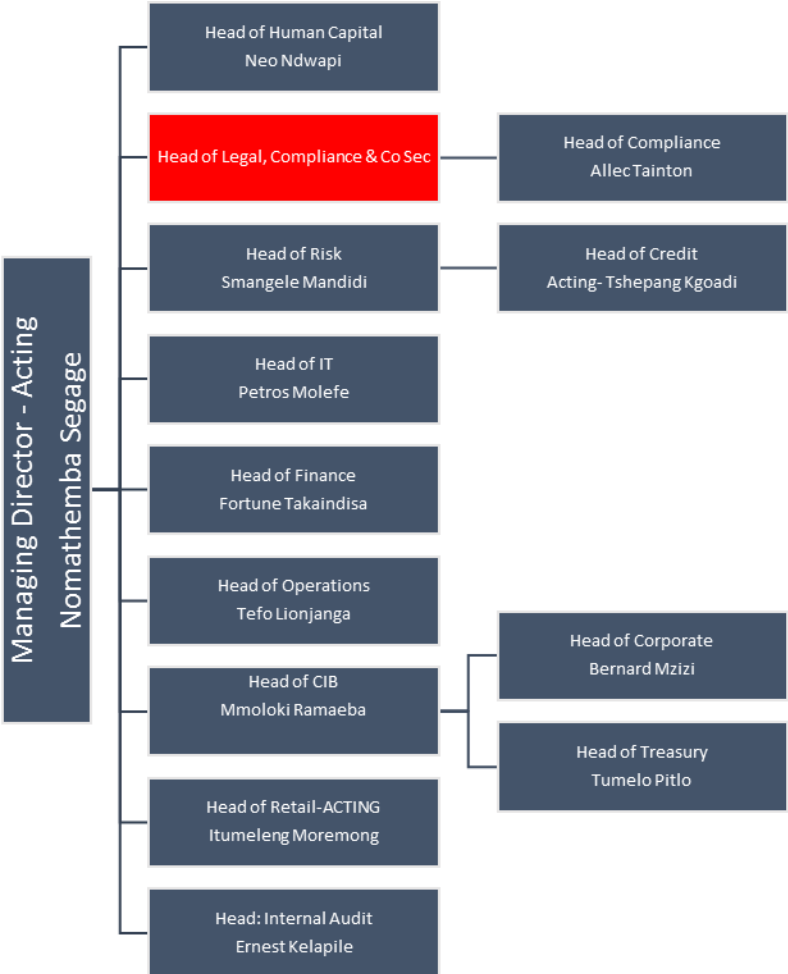 Managing Director - Acting
Nomathemba Segage
Head of Human Capital
Neo Ndwapi
Head of Legal, Compliance & Co Sec
Head of Compliance
Allec Tainton
Head of Risk
Smangele Mandidi
Head of Credit
Acting- Tshepang Kgoadi
Head of IT
Petros Molefe
Head of Finance
Fortune Takaindisa
Head of Operations
Tefo Lionjanga
Head of CIB
Mmoloki Ramaeba
Head of Corporate
Bernard Mzizi
Head of Treasury
Tumelo Pitlo
Head of Retail-ACTING
Itumeleng Moremong
Head: Internal Audit
Ernest Kelapile